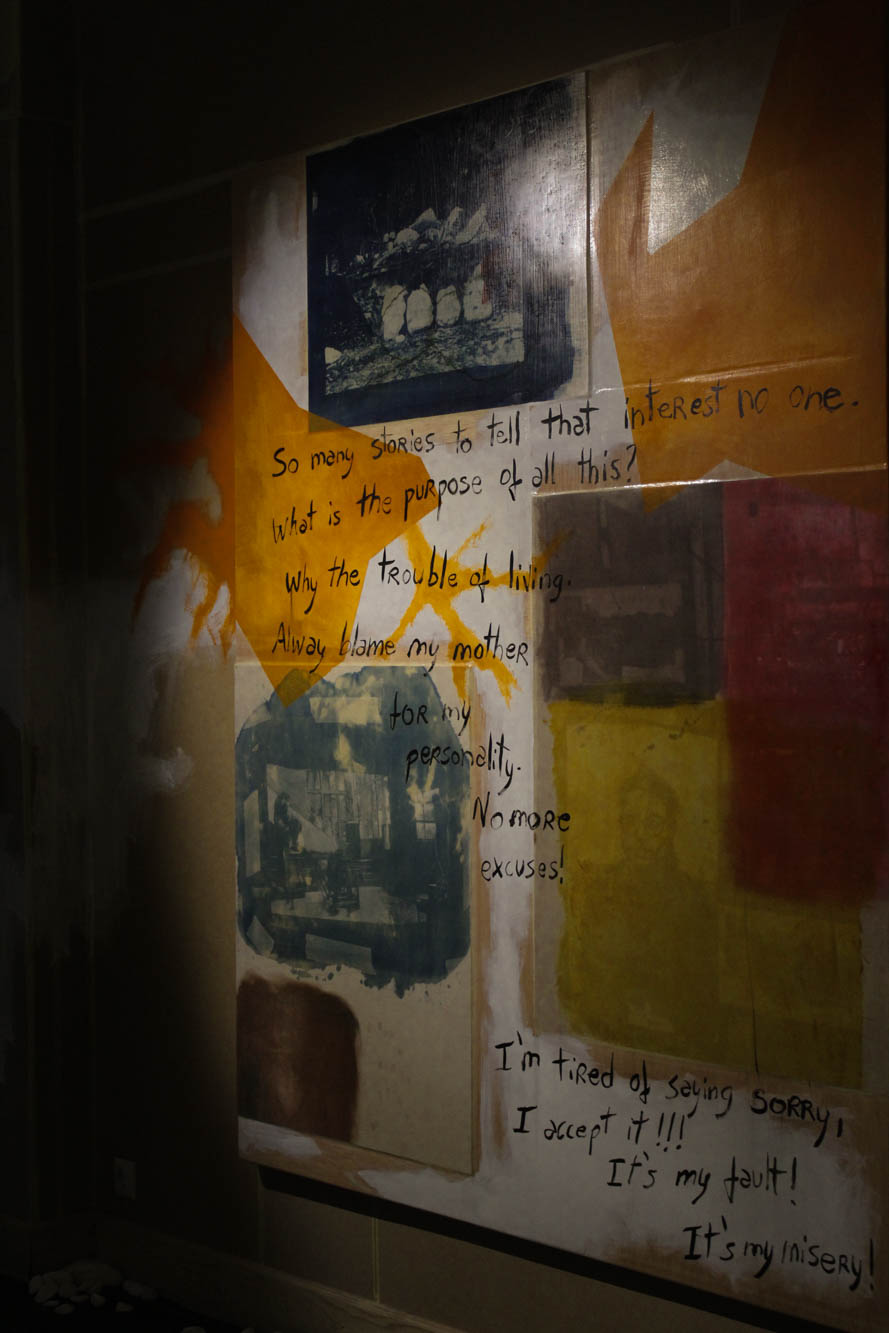 So many stories to tell that interest no one.
What is the purpose of all this?
Why the trouble of living.
Alway blame my mother
for my
personality.
No more
excuses!
I'm tired of saying sorry,
I accept it!!!
It's my fault!
It's my misery!